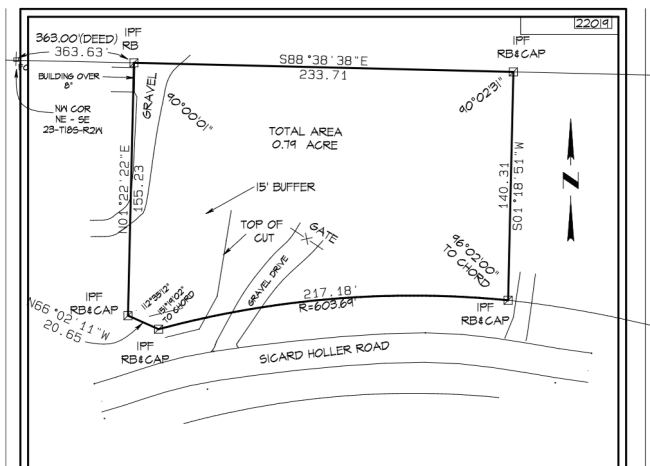 22019
363.00'(DEED)
363.63'
IPF
RB
S88°38'38"E
233.71
IPF
RB&CAP
BUILDING OVER
8"
GRAVEL
90°00'01"
90°02'31"
NW COR
NE - SE
23-T18S-R2W
TOTAL AREA
0.79 ACRE
N01°22'22"E
155.23
15' BUFFER
140.31
S01°18'51"W
N
TOP OF
CUT
GATE
96°02'00"
TO CHORD
GRAVEL DRIVE
IPF
RB&CAP
112°35'12"
151°19'02"
TO CHORD
217.18'
R=603.69'
IPF
RB&CAP
N66°02'11"W
20.65
IPF
RB&CAP
SICARD HOLLER ROAD